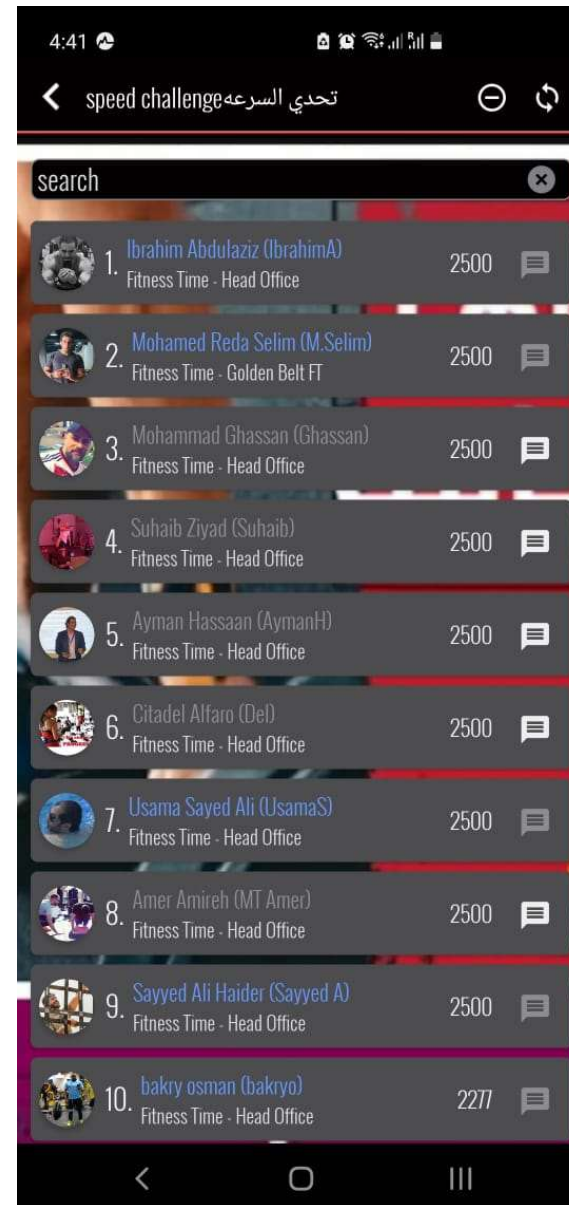 4:41
speed challenge تحدي السرعه
search
1. Ibrahim Abdulaziz (IbrahimA)
Fitness Time - Head Office
2500
2. Mohamed Reda Selim (M.Selim)
Fitness Time - Golden Belt FT
2500
3. Mohammad Ghassan (Ghassan)
Fitness Time - Head Office
2500
4. Suhaib Ziyad (Suhaib)
Fitness Time - Head Office
2500
5. Ayman Hassaan (AymanH)
Fitness Time - Head Office
2500
6. Citadel Alfaro (Del)
Fitness Time - Head Office
2500
7. Usama Sayed Ali (UsamaS)
Fitness Time - Head Office
2500
8. Amer Amireh (MT Amer)
Fitness Time - Head Office
2500
9. Sayyed Ali Haider (Sayyed A)
Fitness Time - Head Office
2500
10. bakry osman (bakryo)
Fitness Time - Head Office
2277